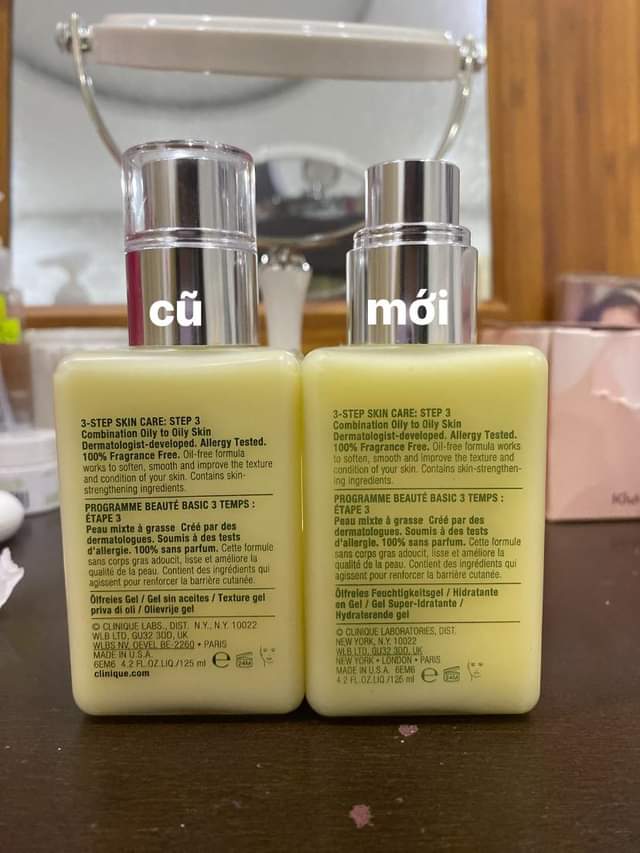 cũ
3-STEP SKIN CARE: STEP 3
Combination Oily to Oily Skin
Dermatologist-developed. Allergy Tested.
100% Fragrance Free. Oil-free formula
works to soften, smooth and improve the texture
and condition of your skin. Contains skin-
strengthening ingredients.
PROGRAMME BEAUTÉ BASIC 3 TEMPS :
ÉTAPE 3
Peau mixte à grasse Créé par des
dermatologues. Soumis à des tests
d'allergie. 100% sans parfum. Cette formule
sans corps gras adoucit, lisse et améliore la
qualité de la peau. Contient des ingrédients qui
agissent pour renforcer la barrière cutanée.
Ölfreies Gel / Gel sin aceites / Texture gel
priva di oli / Olievrije gel
© CLINIQUE LABS., DIST. N.Y., N.Y. 10022
WLB LTD, GU32 3DD, UK
WLBS NV, OEVEL BE-2260 • PARIS
MADE IN U.S.A.
6EM6 4.2 FL.OZ.LIQ./125 ml e 24M
clinique.com
mới
3-STEP SKIN CARE: STEP 3
Combination Oily to Oily Skin
Dermatologist-developed. Allergy Tested.
100% Fragrance Free. Oil-free formula works
to soften, smooth and improve the texture and
condition of your skin. Contains skin-strengthen-
ing ingredients.
PROGRAMME BEAUTÉ BASIC 3 TEMPS :
ÉTAPE 3
Peau mixte à grasse Créé par des
dermatologues. Soumis à des tests
d'allergie. 100% sans parfum. Cette formule
sans corps gras adoucit, lisse et améliore la
qualité de la peau. Contient des ingrédients qui
agissent pour renforcer la barrière cutanée.
Ölfreies Feuchtigkeitsgel / Hidratante
en Gel / Gel Super-Idratante /
Hydraterende gel
© CLINIQUE LABORATORIES, DIST.
NEW YORK, N.Y. 10022
WLB LTD, GU32 3DD, UK
NEW YORK • LONDON • PARIS
MADE IN U.S.A. 6EM6
4.2 FL.OZ.LIQ./125 ml e 24M